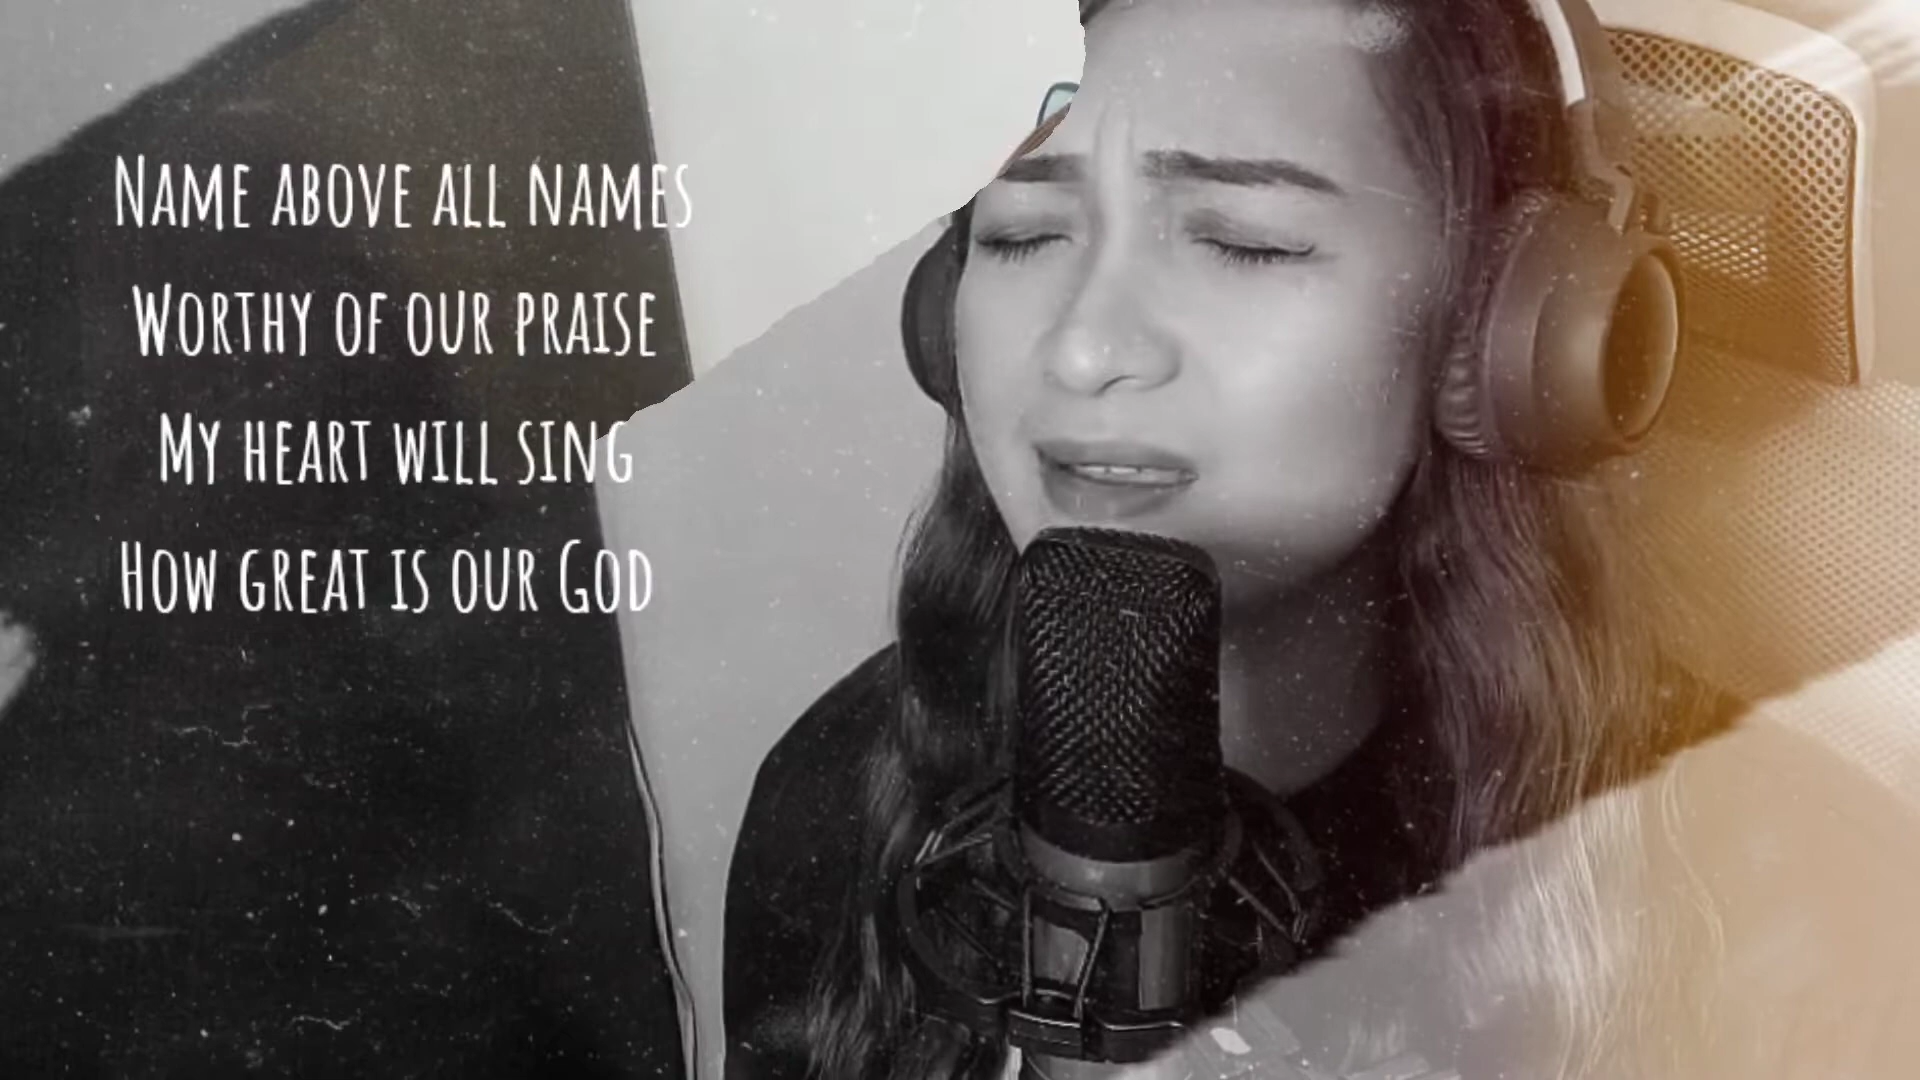 Name above all names
Worthy of our praise
My heart will sing
How great is our God